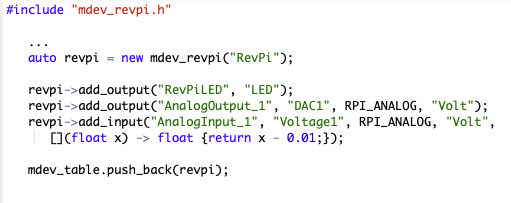 #include "mdev_revpi.h"
...
auto revpi = new mdev_revpi("RevPi");
revpi->add_output("RevPiLED", "LED");
revpi->add_output("AnalogOutput_1", "DAC1", RPI_ANALOG, "Volt");
revpi->add_input("AnalogInput_1", "Voltage1", RPI_ANALOG, "Volt",
[](float x) -> float {return x - 0.01;});
mdev_table.push_back(revpi);